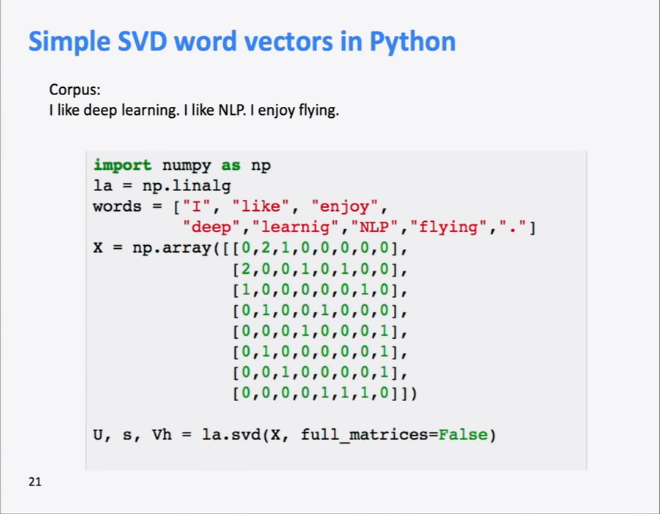 Simple SVD word vectors in Python
Corpus:
I like deep learning. I like NLP. I enjoy flying.
import numpy as np
la = np.linalg
words = ["I", "like", "enjoy",
"deep","learnig","NLP","flying","."]
X = np.array([[0,2,1,0,0,0,0,0],
[2,0,0,1,0,1,0,0],
[1,0,0,0,0,0,1,0],
[0,1,0,0,1,0,0,0],
[0,0,0,1,0,0,0,1],
[0,1,0,0,0,0,0,1],
[0,0,1,0,0,0,0,1],
[0,0,0,0,1,1,1,0]])
U, s, Vh = la.svd(X, full_matrices=False)
21